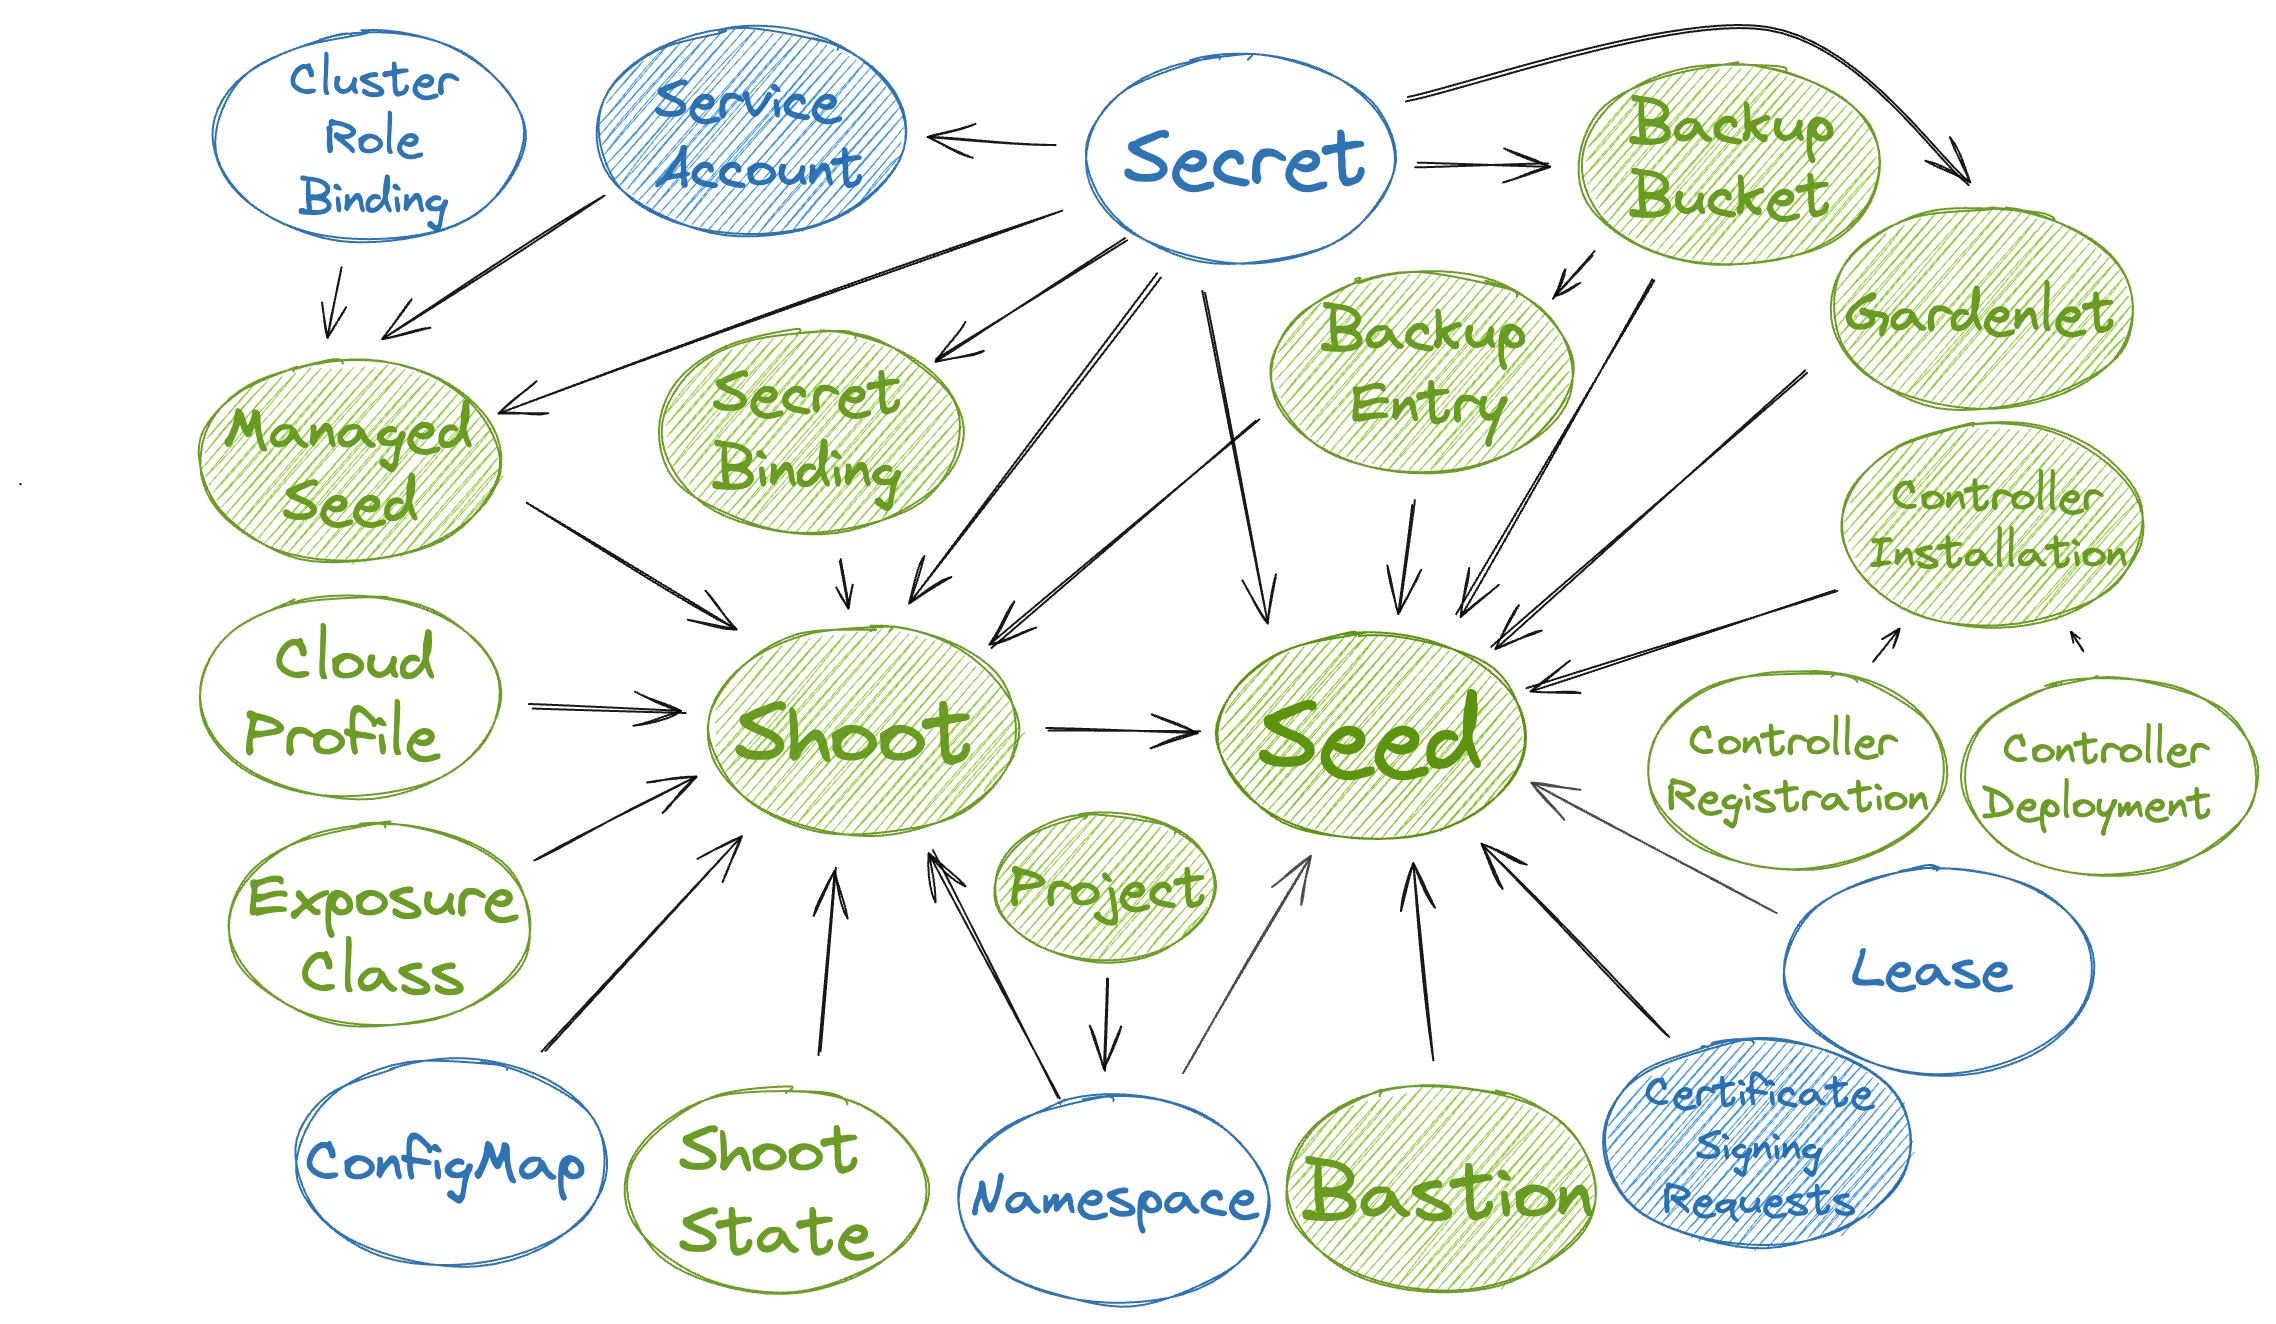 Cluster
Role
Binding
Service
Account
Secret
Backup
Bucket
Gardenlet
Backup
Entry
Secret
Binding
Managed
Seed
Controller
Installation
Cloud
Profile
Shoot
Seed
Controller
Registration
Controller
Deployment
Exposure
Class
Project
Lease
ConfigMap
Shoot
State
Namespace
Bastion
Certificate
Signing
Requests